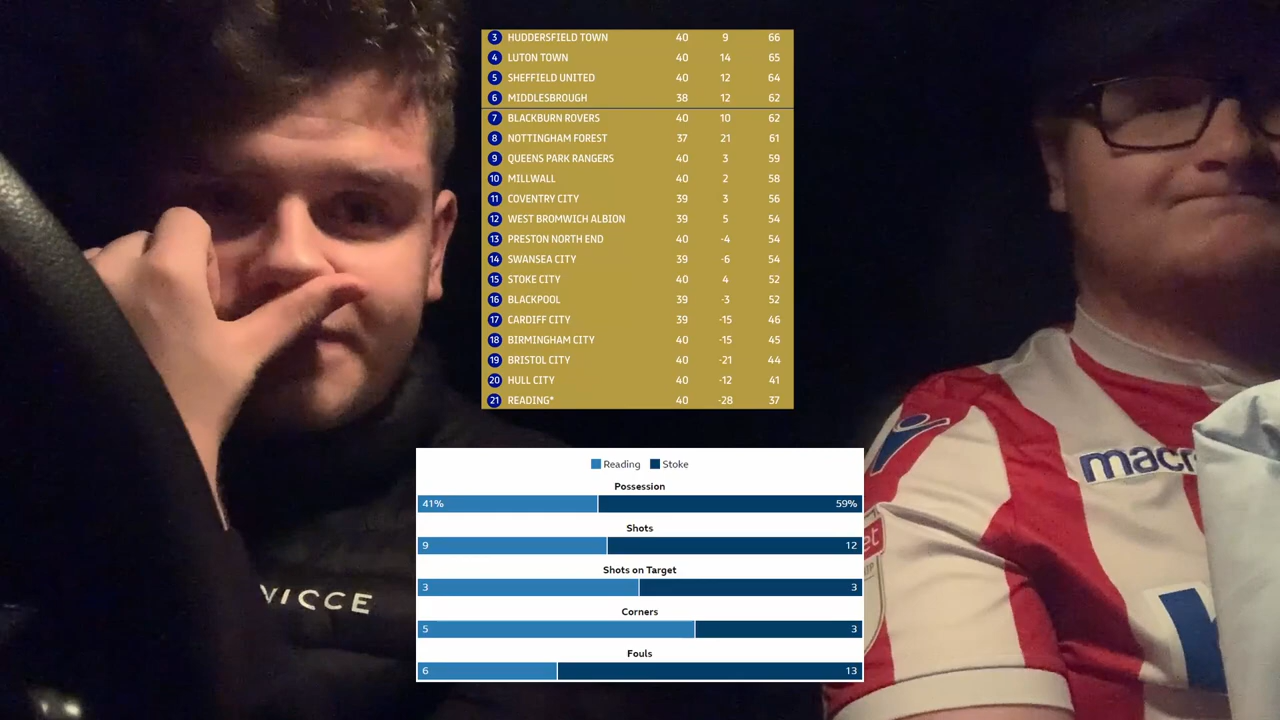 3 HUDDERSFIELD TOWN 40 9 66
4 LUTON TOWN 40 14 65
5 SHEFFIELD UNITED 40 12 64
6 MIDDLESBROUGH 38 12 62
7 BLACKBURN ROVERS 40 10 62
8 NOTTINGHAM FOREST 37 21 61
9 QUEENS PARK RANGERS 40 3 59
10 MILLWALL 40 2 58
11 COVENTRY CITY 39 3 56
12 WEST BROMWICH ALBION 39 5 54
13 PRESTON NORTH END 40 -4 54
14 SWANSEA CITY 39 -6 54
15 STOKE CITY 40 4 52
16 BLACKPOOL 39 -3 52
17 CARDIFF CITY 39 -15 46
18 BIRMINGHAM CITY 40 -15 45
19 BRISTOL CITY 40 -21 44
20 HULL CITY 40 -12 41
21 READING* 40 -28 37
Reading Stoke
Possession
41% 59%
Shots
9 12
Shots on Target
3 3
Corners
5 3
Fouls
6 13
VICCE
macr